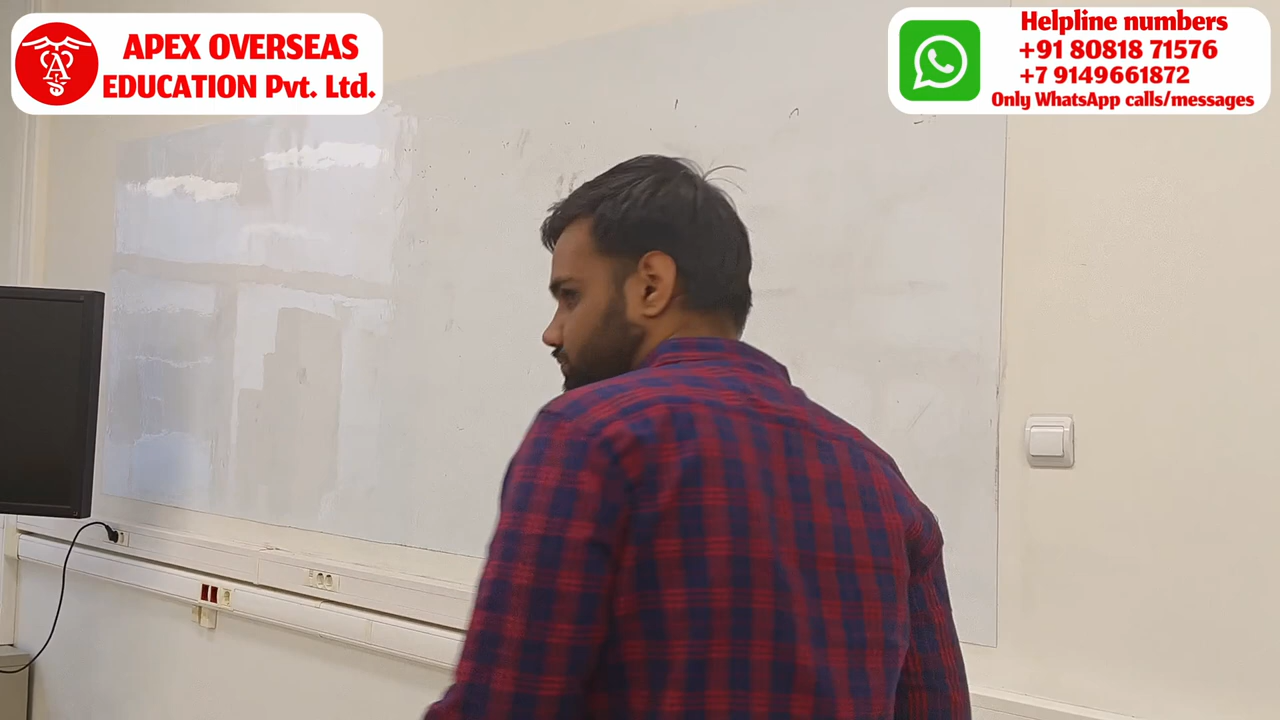 APEX OVERSEAS
EDUCATION Pvt. Ltd.
Helpline numbers
+91 80818 71576
+7 9149661872
Only WhatsApp calls/messages